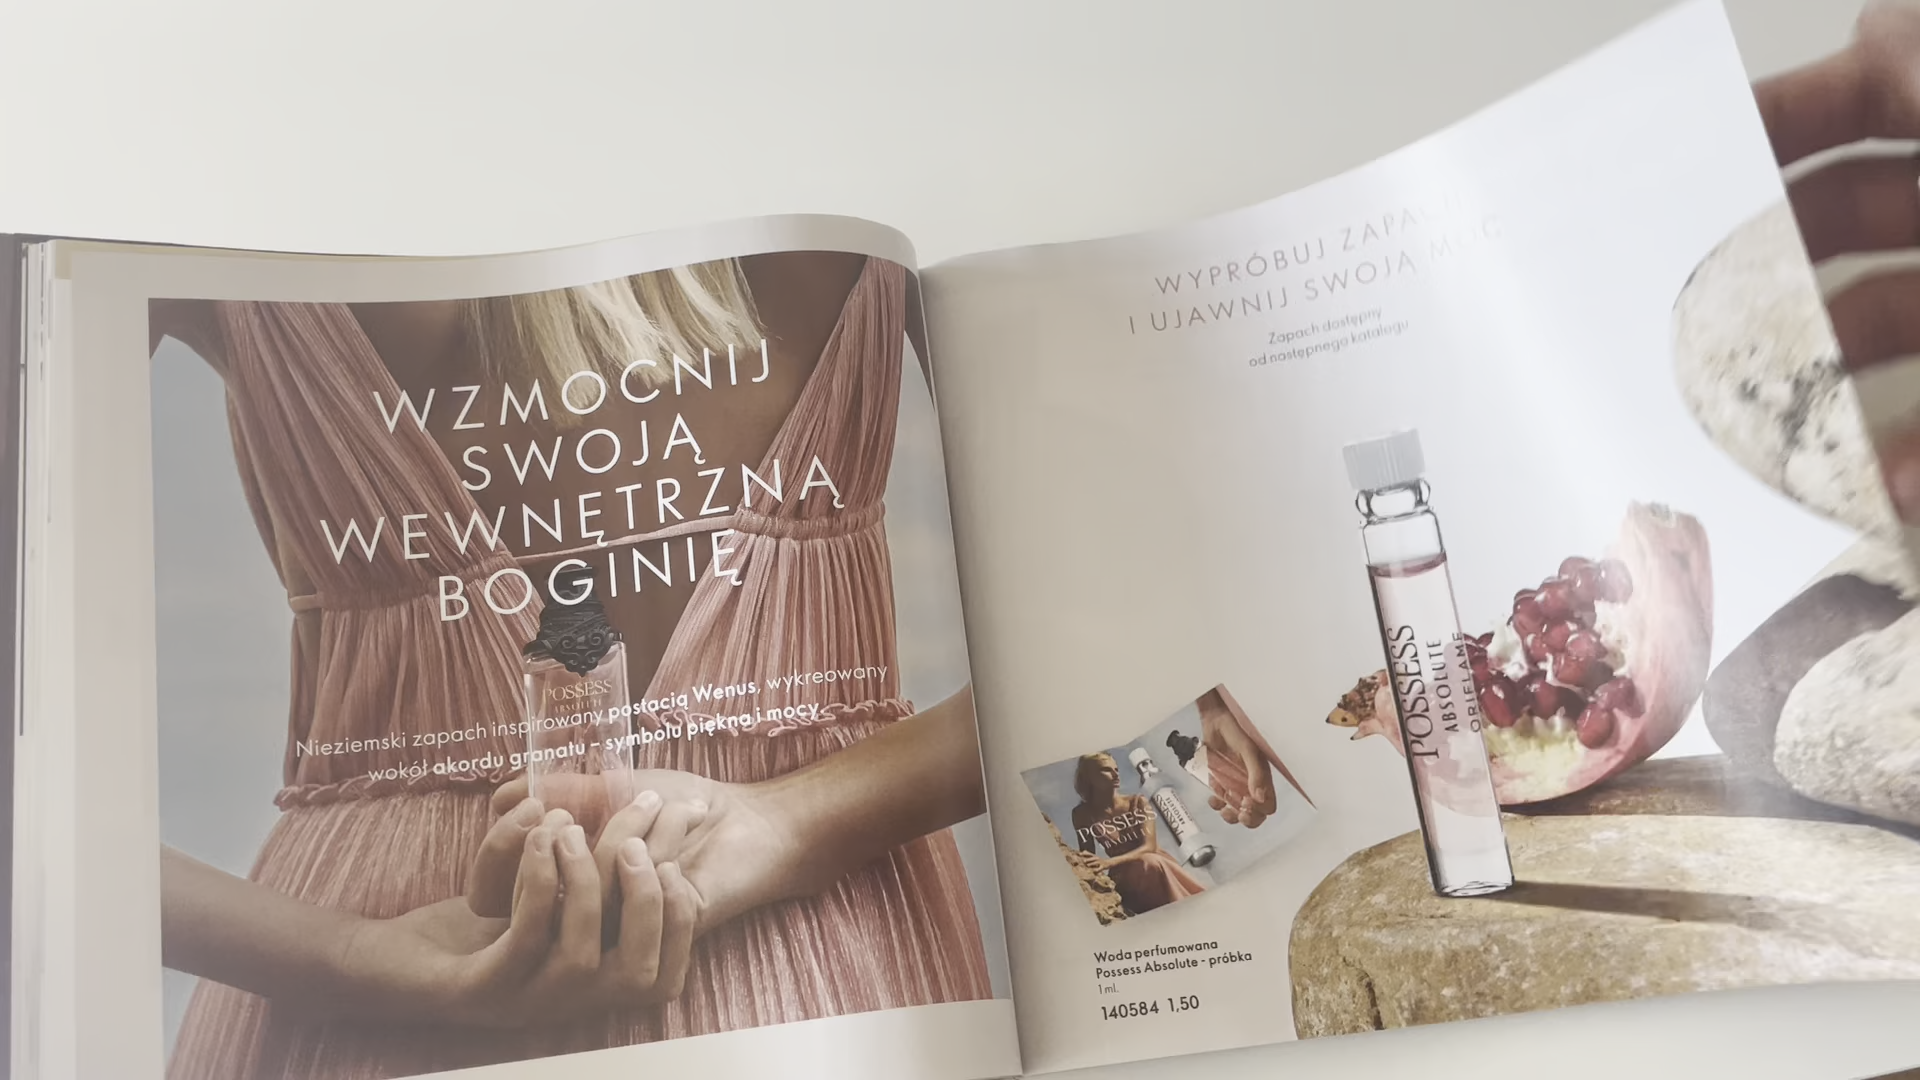 WZMOCNIJ
SWOJĄ
WEWNĘTRZNĄ
BOGINIĘ
POSSESS
ABSOLUTE
Nieziemski zapach inspirowany postacią Wenus, wykreowany
wokół akordu granatu – symbolu piękna i mocy.
WYPRÓBUJ ZAPACH
I UJAWNIJ SWOJĄ MOC
Zapach dostępny
od następnego katalogu
POSSESS
ABSOLUTE
ORIFLAME
POSSESS
ABSOLUTE
POSSESS
Woda perfumowana
Possess Absolute - próbka
1 ml.
140584 1,50